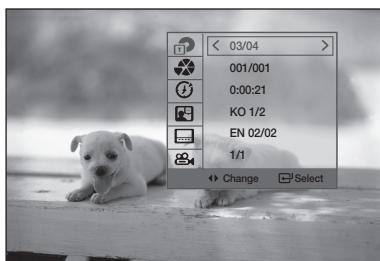 T
< 03/04 >
001/001
0:00:21
KO 1/2
EN 02/02
1/1
Change Select